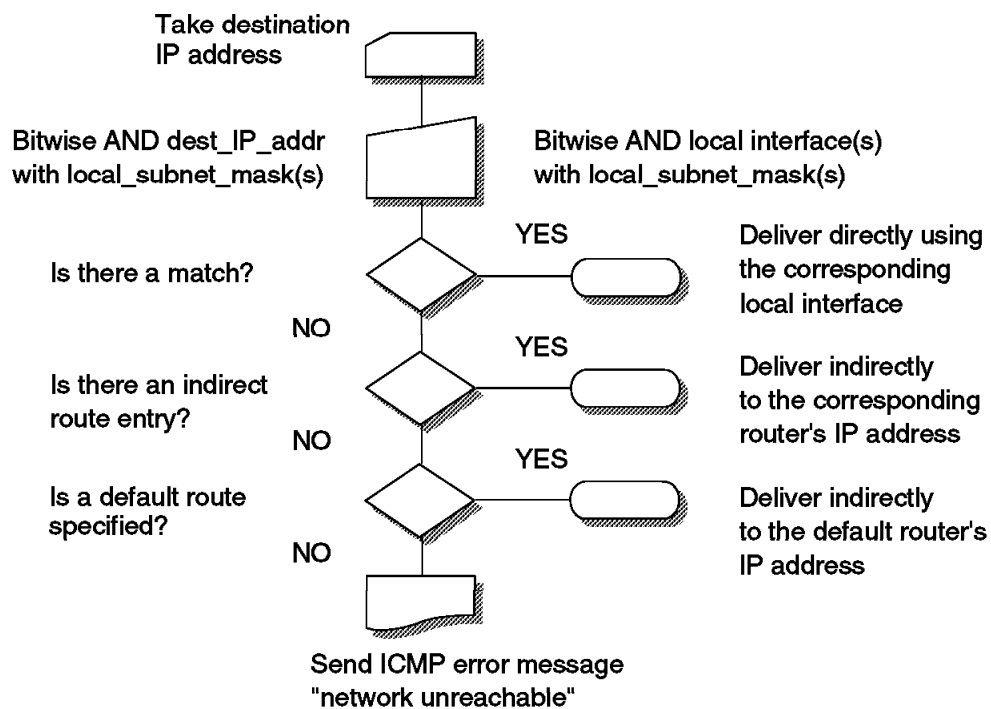 Take destination
IP address
Bitwise AND dest_IP_addr
with local_subnet_mask(s)
Bitwise AND local interface(s)
with local_subnet_mask(s)
Is there a match?
YES
Deliver directly using
the corresponding
local interface
NO
Is there an indirect
route entry?
YES
Deliver indirectly
to the corresponding
router's IP address
NO
Is a default route
specified?
YES
Deliver indirectly
to the default router's
IP address
NO
Send ICMP error message
"network unreachable"